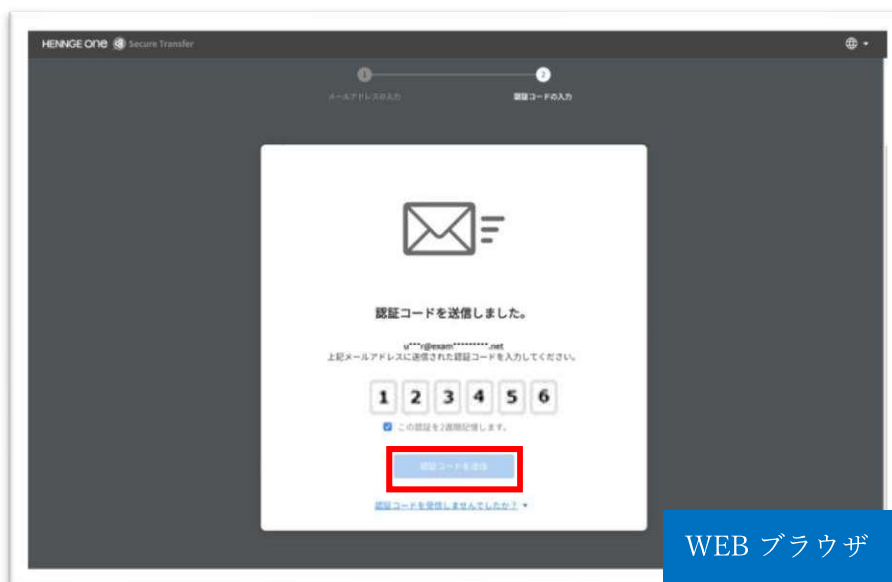 HENNGE one Secure Transfer
1 2
メールアドレスの入力 認証コードの入力
認証コードを送信しました。
u***r@exam*********.net
上記メールアドレスに送信された認証コードを入力してください。
1 2 3 4 5 6
この認証を2週間記憶します。
認証コードを送信
認証コードを受信しませんでしたか？
WEB ブラウザ